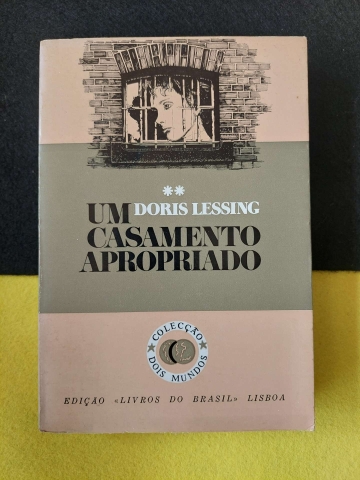 **
DORIS LESSING
UM
CASAMENTO
APROPRIADO
COLECÇÃO
DOIS MUNDOS
EDIÇÃO «LIVROS DO BRASIL» LISBOA